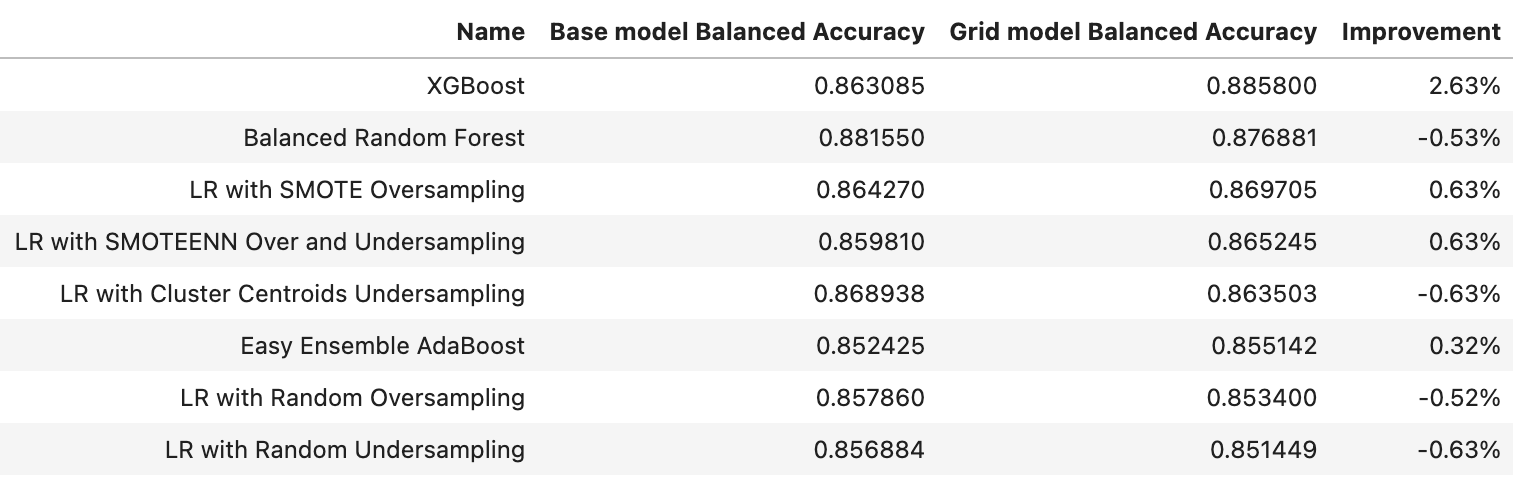 Name Base model Balanced Accuracy Grid model Balanced Accuracy Improvement
XGBoost 0.863085 0.885800 2.63%
Balanced Random Forest 0.881550 0.876881 -0.53%
LR with SMOTE Oversampling 0.864270 0.869705 0.63%
LR with SMOTEENN Over and Undersampling 0.859810 0.865245 0.63%
LR with Cluster Centroids Undersampling 0.868938 0.863503 -0.63%
Easy Ensemble AdaBoost 0.852425 0.855142 0.32%
LR with Random Oversampling 0.857860 0.853400 -0.52%
LR with Random Undersampling 0.856884 0.851449 -0.63%